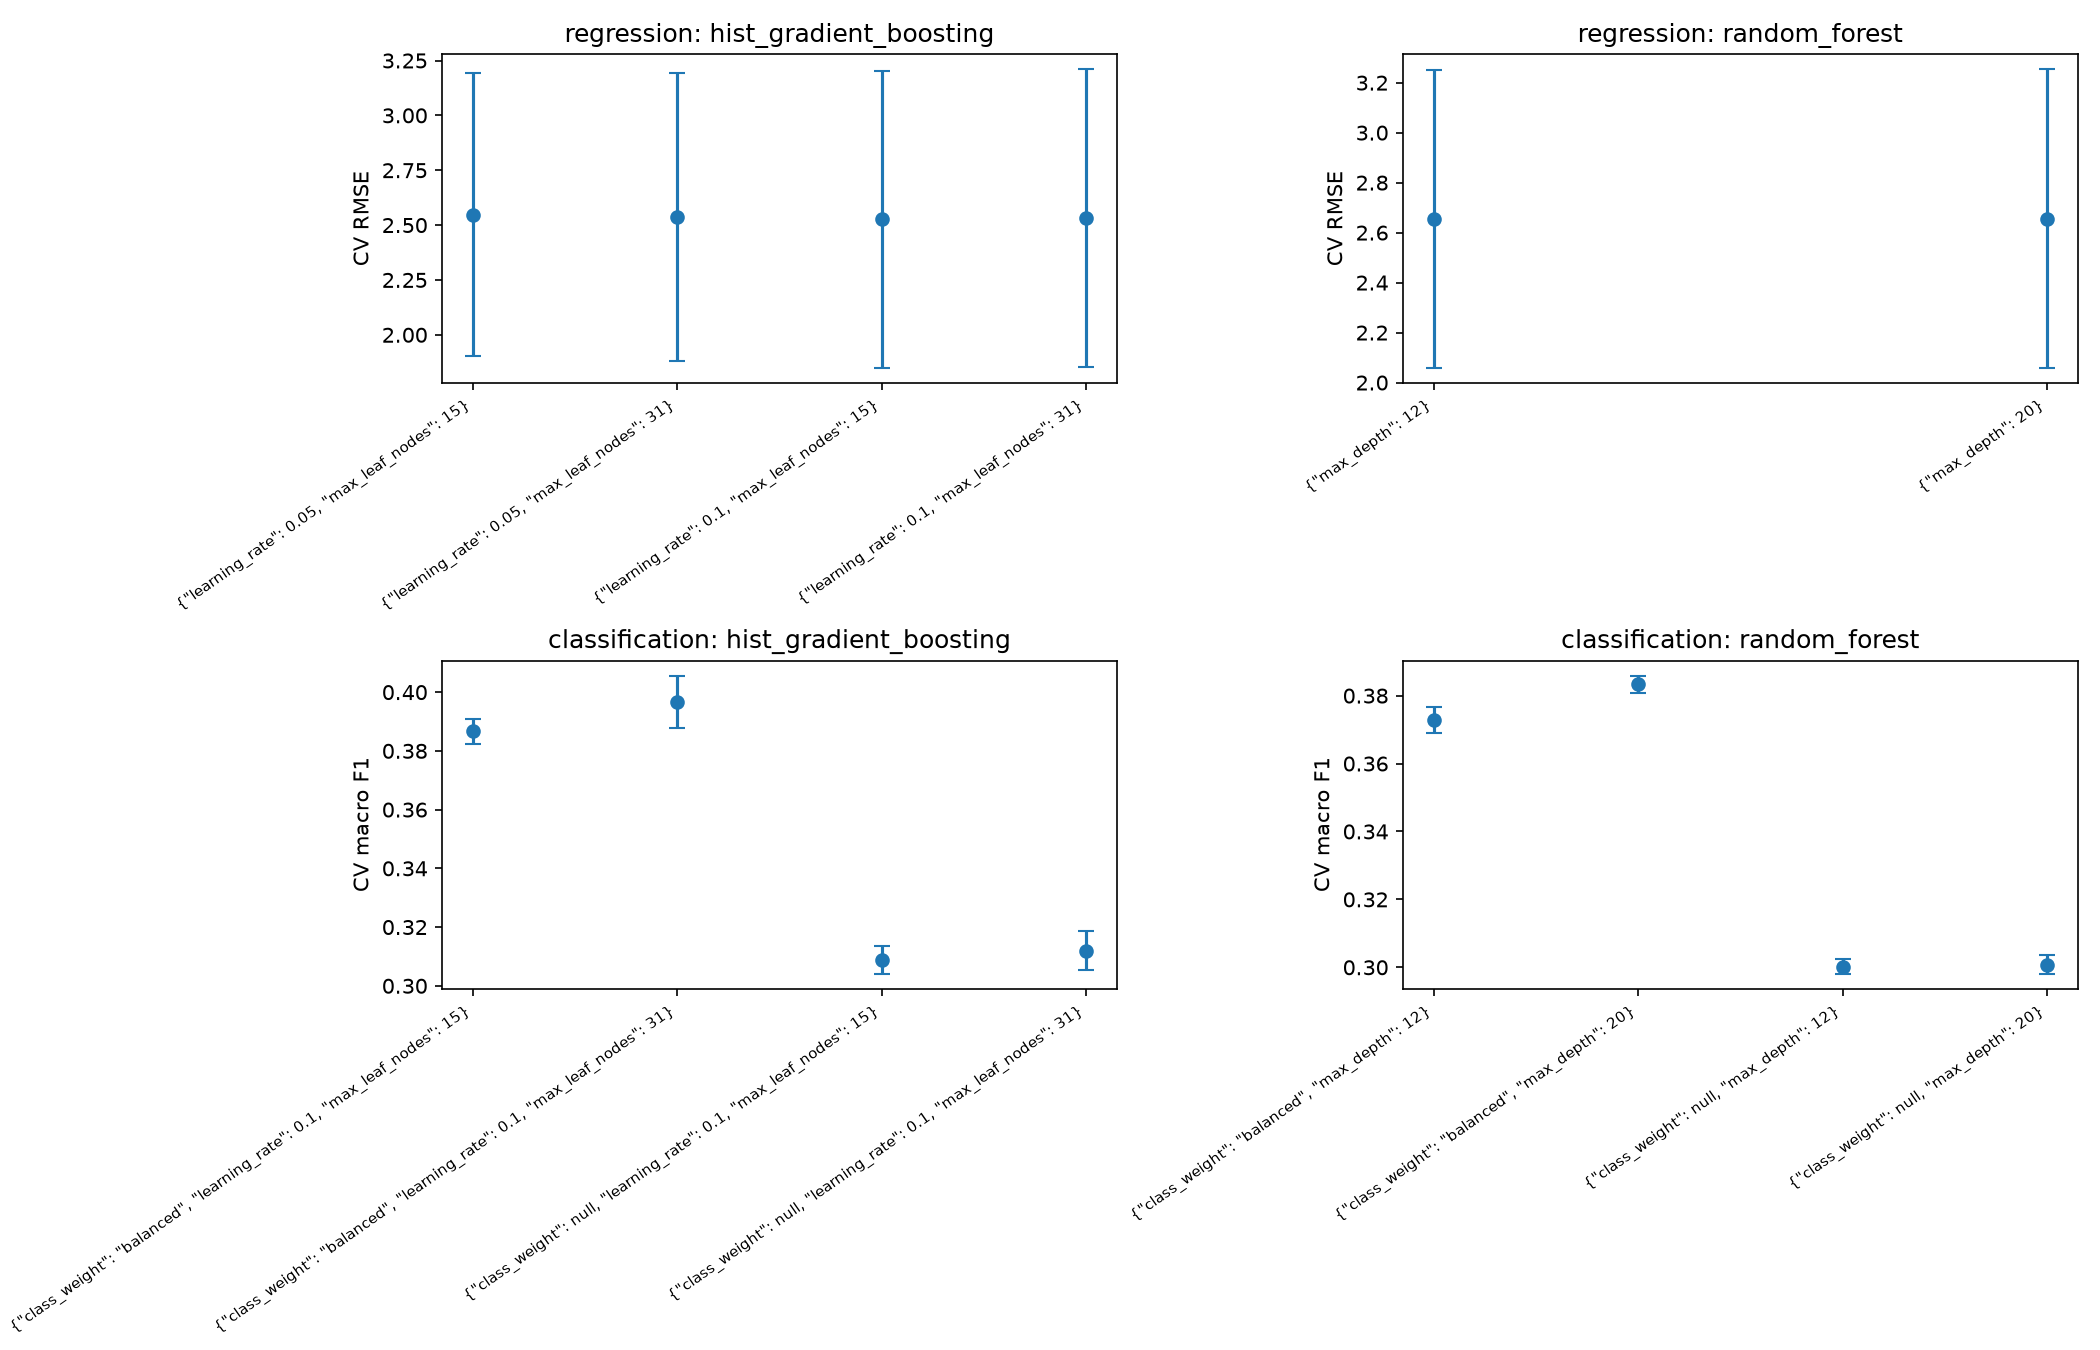 regression: hist_gradient_boosting
CV RMSE
3.25
3.00
2.75
2.50
2.25
2.00
{"learning_rate": 0.05, "max_leaf_nodes": 15}
{"learning_rate": 0.05, "max_leaf_nodes": 31}
{"learning_rate": 0.1, "max_leaf_nodes": 15}
{"learning_rate": 0.1, "max_leaf_nodes": 31}
regression: random_forest
CV RMSE
3.2
3.0
2.8
2.6
2.4
2.2
2.0
{"max_depth": 12}
{"max_depth": 20}
classification: hist_gradient_boosting
CV macro F1
0.40
0.38
0.36
0.34
0.32
0.30
{"class_weight": "balanced", "learning_rate": 0.1, "max_leaf_nodes": 15}
{"class_weight": "balanced", "learning_rate": 0.1, "max_leaf_nodes": 31}
{"class_weight": null, "learning_rate": 0.1, "max_leaf_nodes": 15}
{"class_weight": null, "learning_rate": 0.1, "max_leaf_nodes": 31}
classification: random_forest
CV macro F1
0.38
0.36
0.34
0.32
0.30
{"class_weight": "balanced", "max_depth": 12}
{"class_weight": "balanced", "max_depth": 20}
{"class_weight": null, "max_depth": 12}
{"class_weight": null, "max_depth": 20}